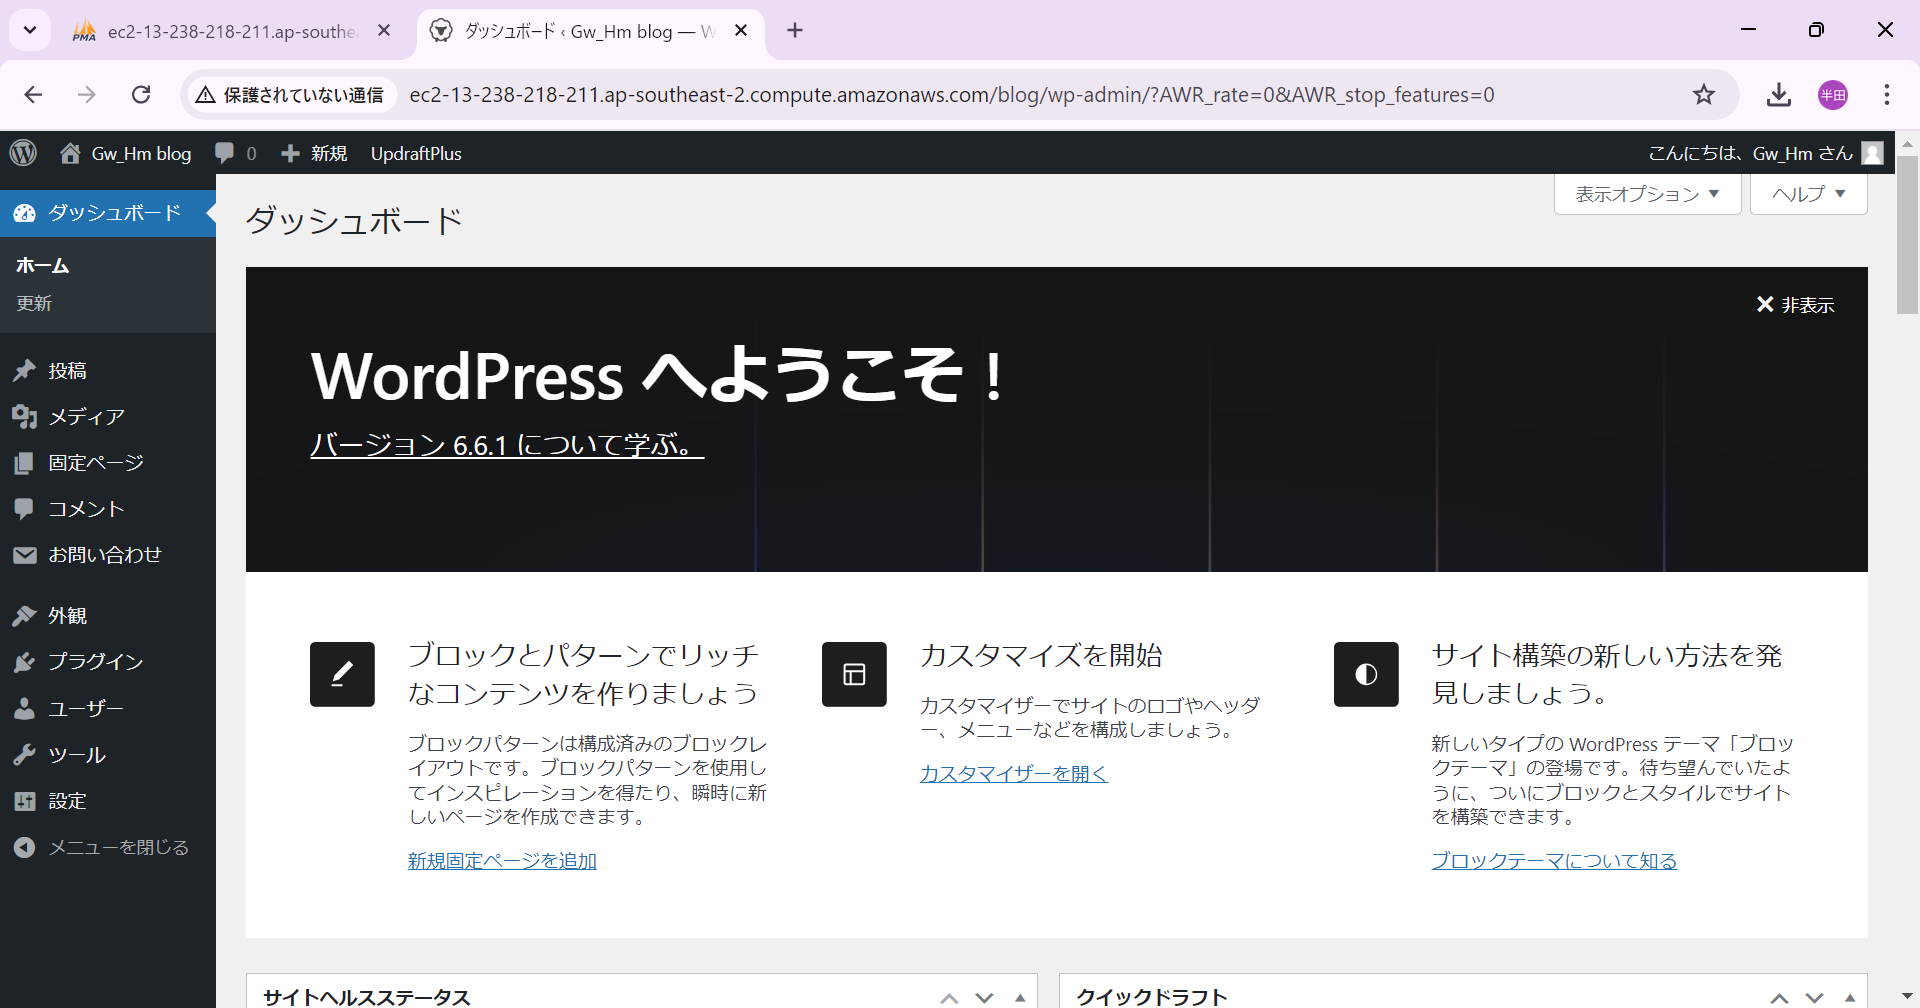 PMA ec2-13-238-218-211.ap-southe
ダッシュボード ‹ Gw_Hm blog — W
保護されていない通信 ec2-13-238-218-211.ap-southeast-2.compute.amazonaws.com/blog/wp-admin/?AWR_rate=0&AWR_stop_features=0
半田
Gw_Hm blog 0 新規 UpdraftPlus こんにちは、Gw_Hm さん
表示オプション ▼ ヘルプ ▼
ダッシュボード
ホーム
更新
投稿
メディア
固定ページ
コメント
お問い合わせ
外観
プラグイン
ユーザー
ツール
設定
メニューを閉じる
ダッシュボード
非表示
WordPress へようこそ！
バージョン 6.6.1 について学ぶ。
ブロックとパターンでリッチ
なコンテンツを作りましょう
ブロックパターンは構成済みのブロックレ
イアウトです。ブロックパターンを使用し
てインスピレーションを得たり、瞬時に新
しいページを作成できます。
新規固定ページを追加
カスタマイズを開始
カスタマイザーでサイトのロゴやヘッダ
ー、メニューなどを構成しましょう。
カスタマイザーを開く
サイト構築の新しい方法を発
見しましょう。
新しいタイプの WordPress テーマ「ブロッ
クテーマ」の登場です。待ち望んでいたよ
うに、ついにブロックとスタイルでサイト
を構築できます。
ブロックテーマについて知る
サイトヘルスステータス
クイックドラフト